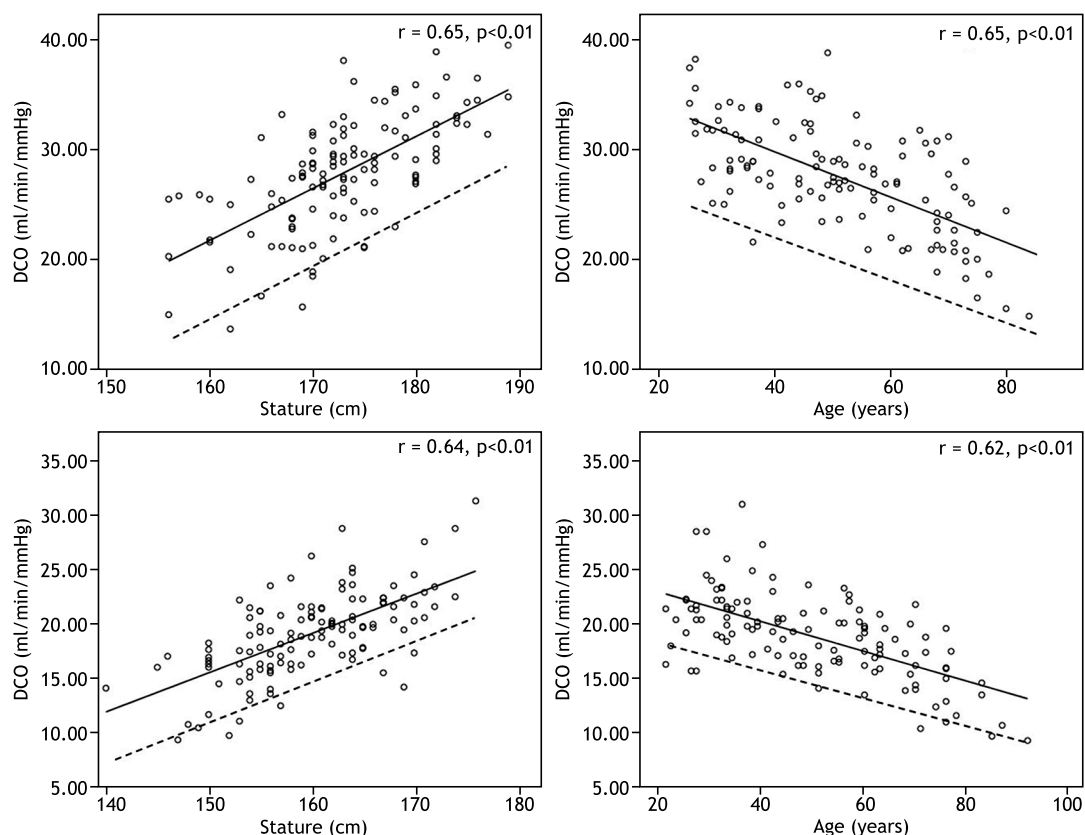 r = 0.65, p<0.01
40.00
30.00
20.00
10.00
DCO (ml/min/mmHg)
150 160 170 180 190
Stature (cm)
r = 0.65, p<0.01
40.00
30.00
20.00
10.00
DCO (ml/min/mmHg)
20 40 60 80
Age (years)
r = 0.64, p<0.01
35.00
30.00
25.00
20.00
15.00
10.00
5.00
DCO (ml/min/mmHg)
140 150 160 170 180
Stature (cm)
r = 0.62, p<0.01
35.00
30.00
25.00
20.00
15.00
10.00
5.00
DCO (ml/min/mmHg)
20 40 60 80 100
Age (years)